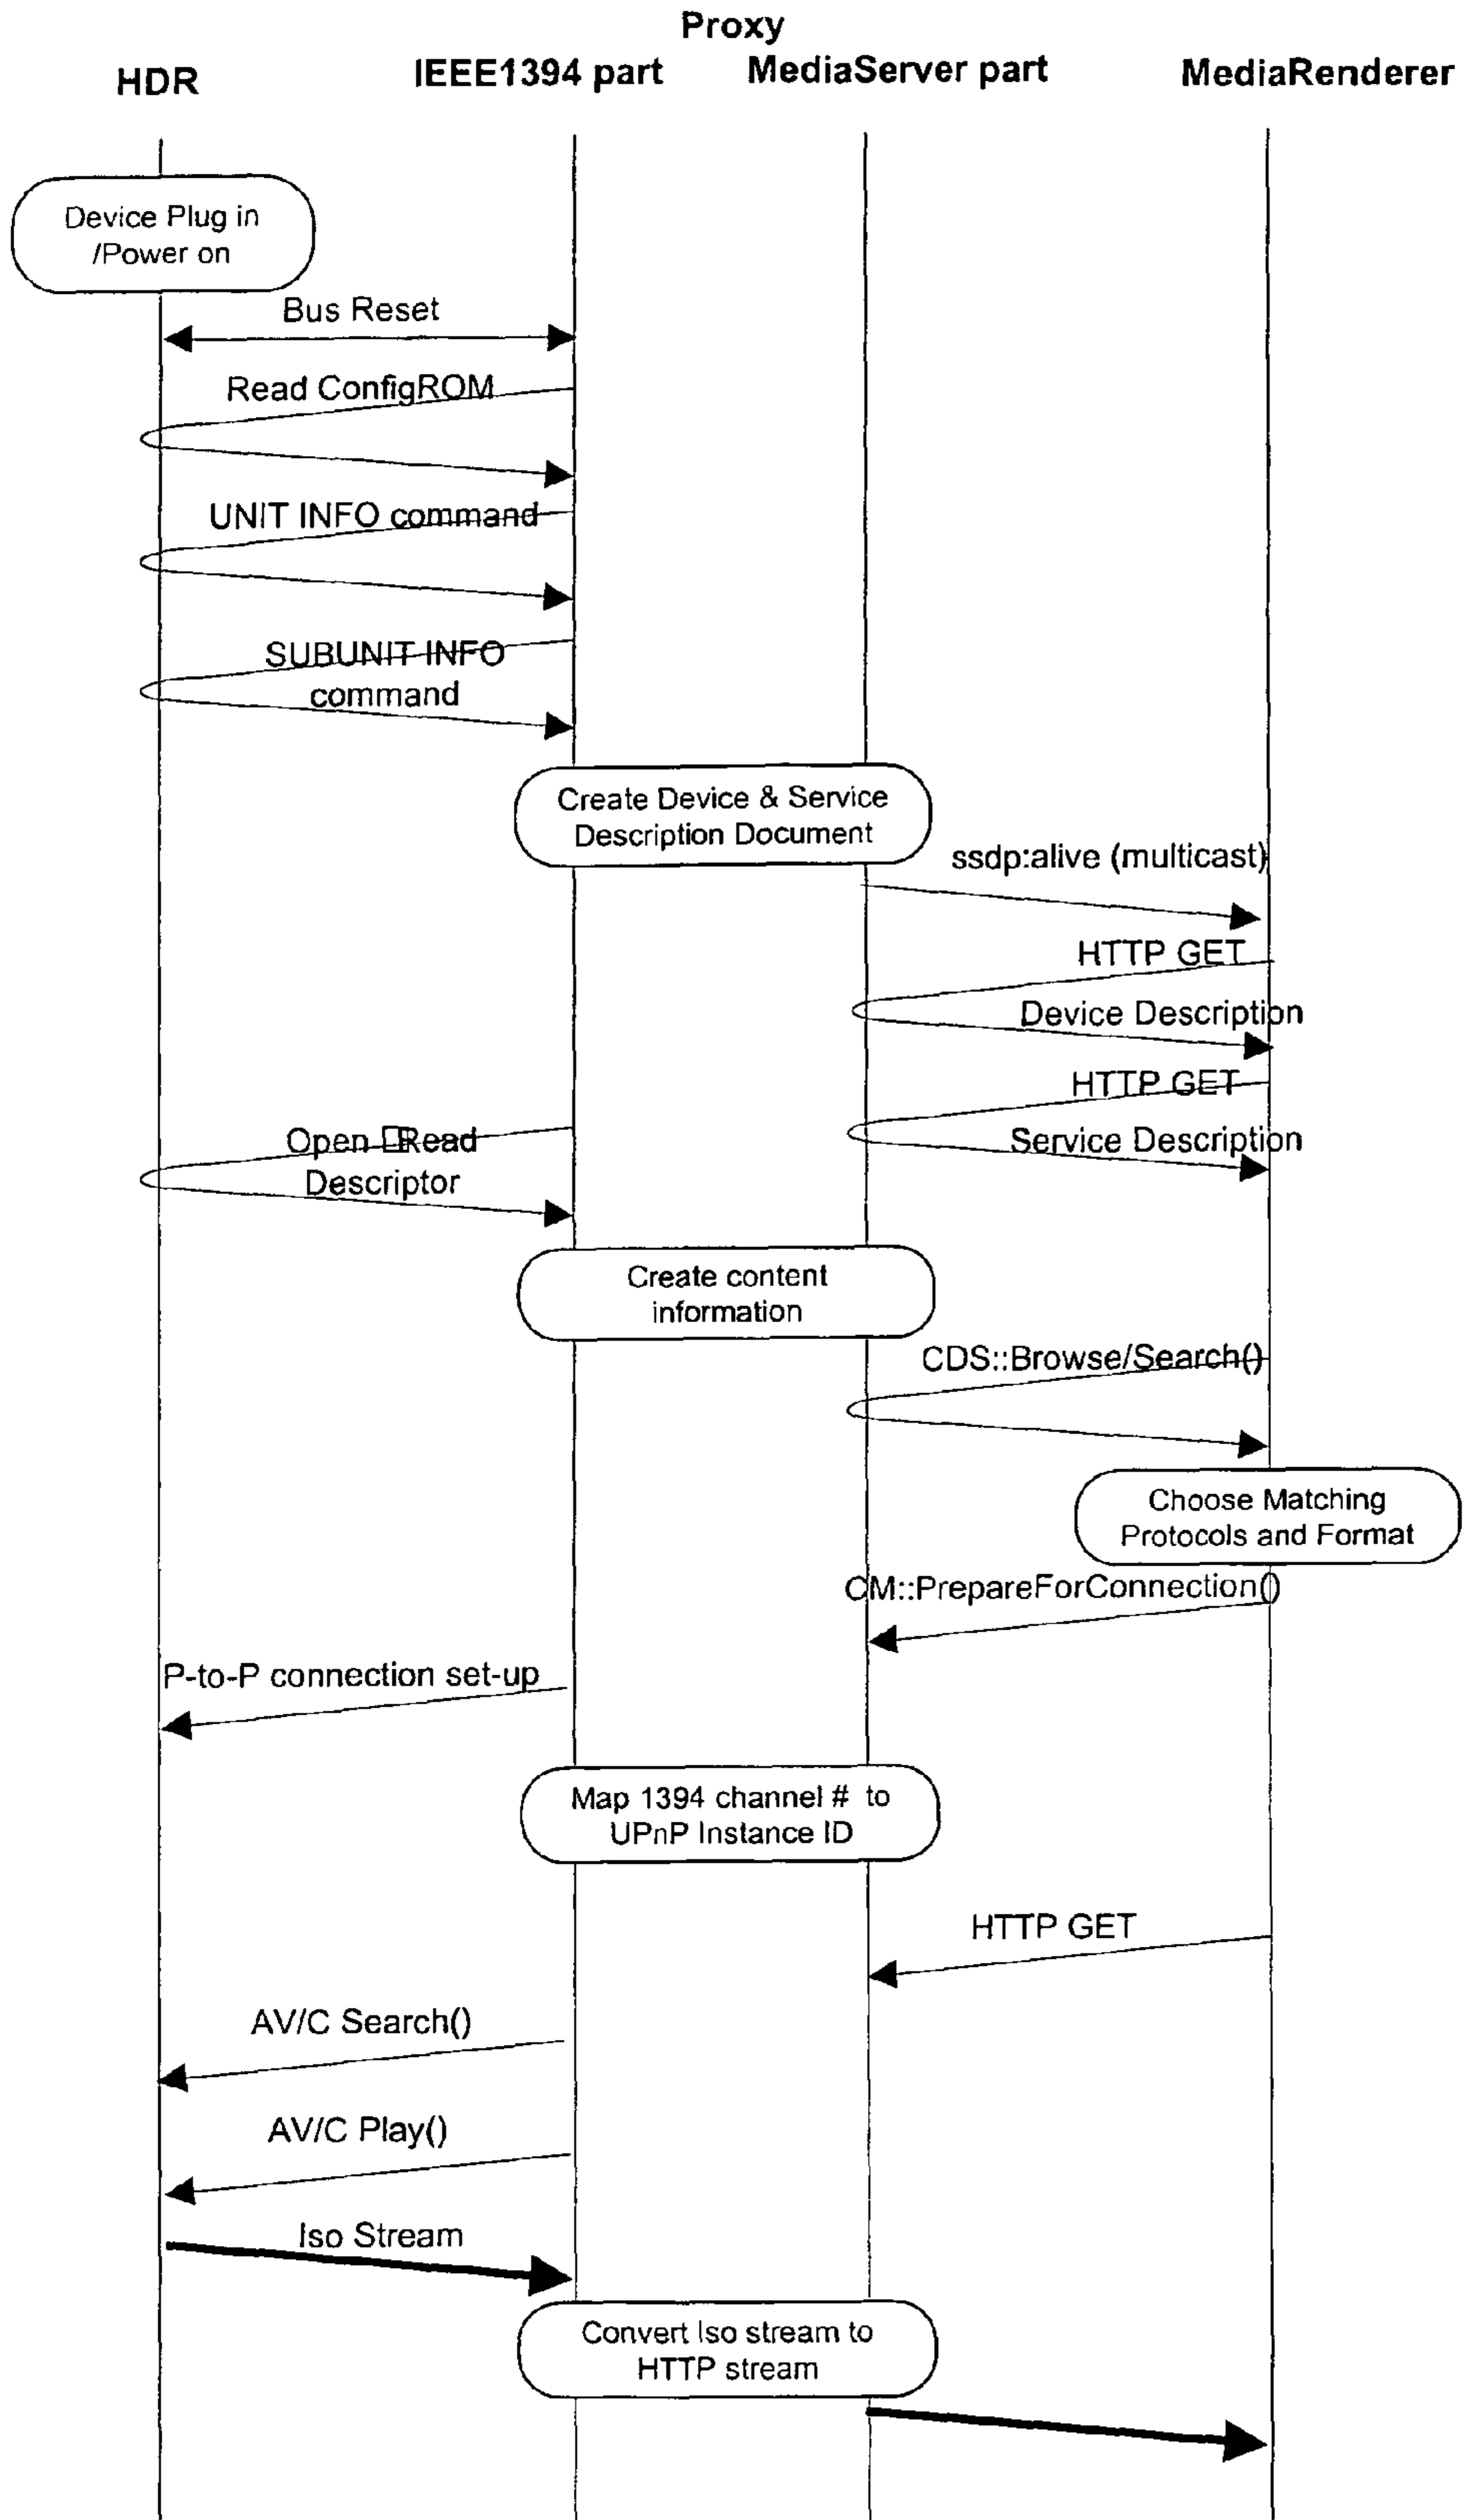 Proxy
HDR IEEE1394 part MediaServer part MediaRenderer
Device Plug in
/Power on
Bus Reset
Read ConfigROM
UNIT INFO command
SUBUNIT INFO
command
Create Device & Service
Description Document
ssdp:alive (multicast)
HTTP GET
Device Description
HTTP GET
Open Read
Service Description
Descriptor
Create content
information
CDS::Browse/Search()
Choose Matching
Protocols and Format
CM::PrepareForConnection()
P-to-P connection set-up
Map 1394 channel # to
UPnP Instance ID
HTTP GET
AV/C Search()
AV/C Play()
Iso Stream
Convert Iso stream to
HTTP stream